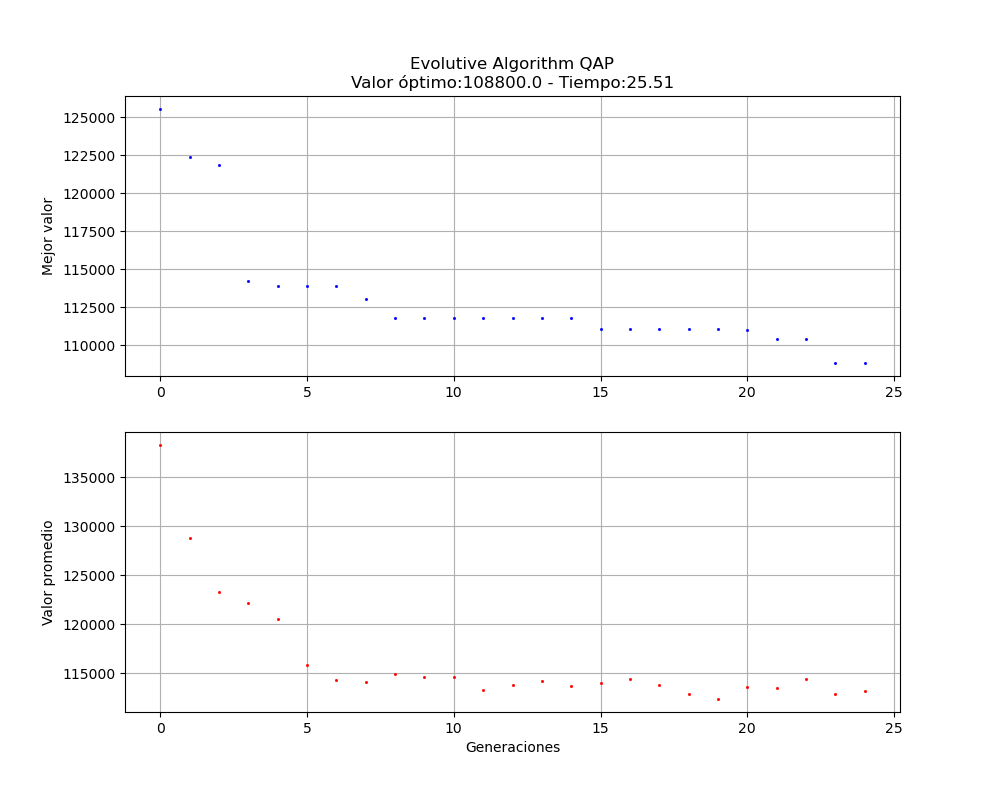 Evolutive Algorithm QAP
Valor óptimo:108800.0 - Tiempo:25.51
Mejor valor
125000
122500
120000
117500
115000
112500
110000
0 5 10 15 20 25
Valor promedio
135000
130000
125000
120000
115000
0 5 10 15 20 25
Generaciones